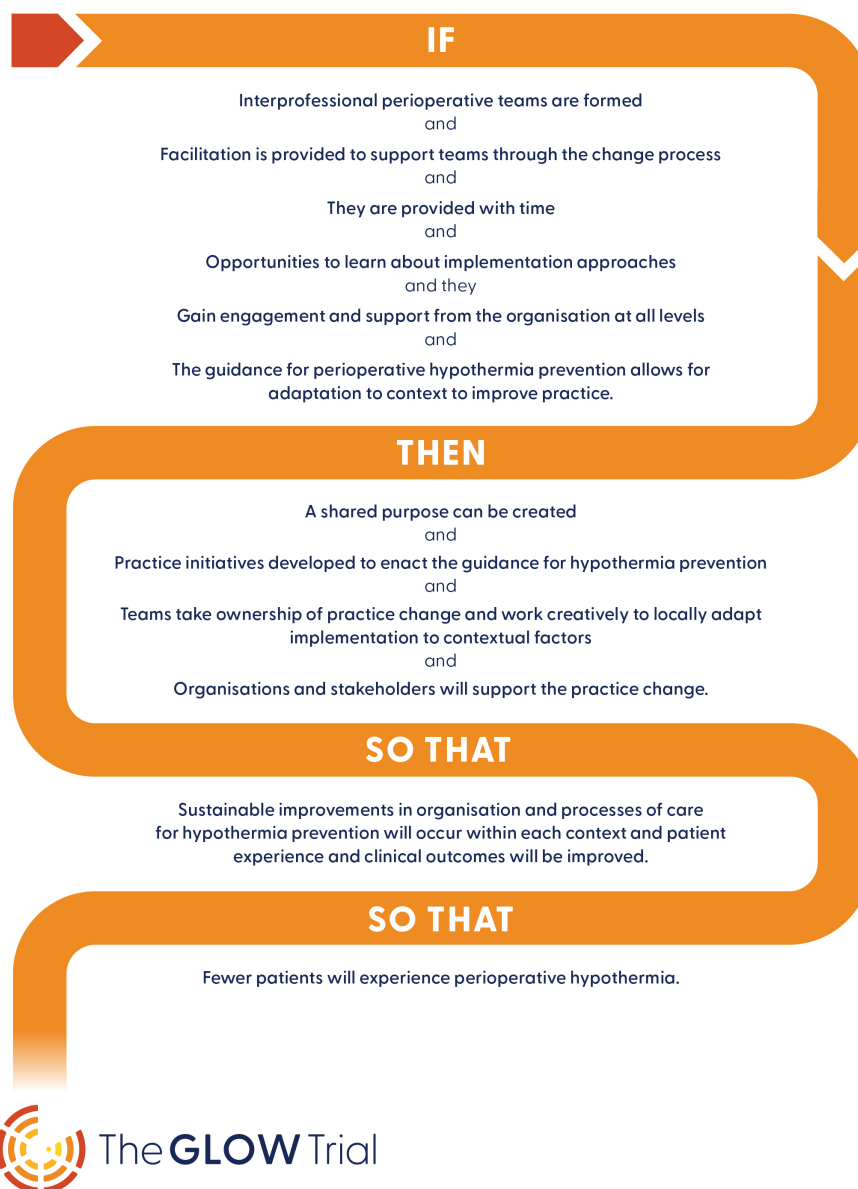 IF
Interprofessional perioperative teams are formed
and
Facilitation is provided to support teams through the change process
and
They are provided with time
and
Opportunities to learn about implementation approaches
and they
Gain engagement and support from the organisation at all levels
and
The guidance for perioperative hypothermia prevention allows for
adaptation to context to improve practice.
THEN
A shared purpose can be created
and
Practice initiatives developed to enact the guidance for hypothermia prevention
and
Teams take ownership of practice change and work creatively to locally adapt
implementation to contextual factors
and
Organisations and stakeholders will support the practice change.
SO THAT
Sustainable improvements in organisation and processes of care
for hypothermia prevention will occur within each context and patient
experience and clinical outcomes will be improved.
SO THAT
Fewer patients will experience perioperative hypothermia.
The GLOW Trial